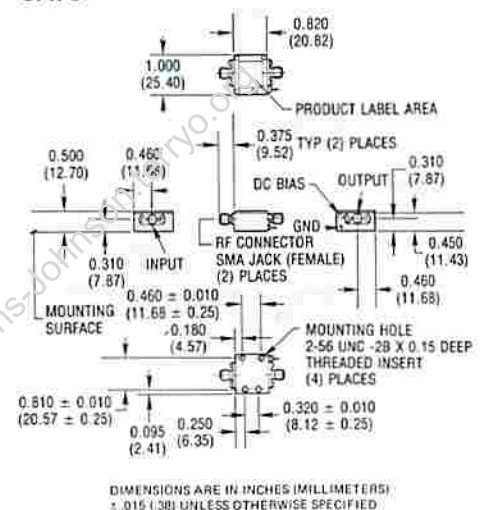 0.820
(20.82)
1.000
(25.40)
PRODUCT LABEL AREA
0.375
(9.52)
TYP (2) PLACES
0.500
(12.70)
0.460
(11.68)
0.310
(7.87)
DC BIAS
OUTPUT
GND
0.450
(11.43)
0.310
(7.87)
INPUT
RF CONNECTOR
SMA JACK (FEMALE)
(2) PLACES
0.460
(11.68)
MOUNTING
SURFACE
0.460 ± 0.010
(11.68 ± 0.25)
0.180
(4.57)
MOUNTING HOLE
2-56 UNC -28 X 0.15 DEEP
THREADED INSERT
(4) PLACES
0.810 ± 0.010
(20.57 ± 0.25)
0.095
(2.41)
0.250
(6.35)
0.320 ± 0.010
(8.12 ± 0.25)
DIMENSIONS ARE IN INCHES (MILLIMETERS)
± .015 (.38) UNLESS OTHERWISE SPECIFIED